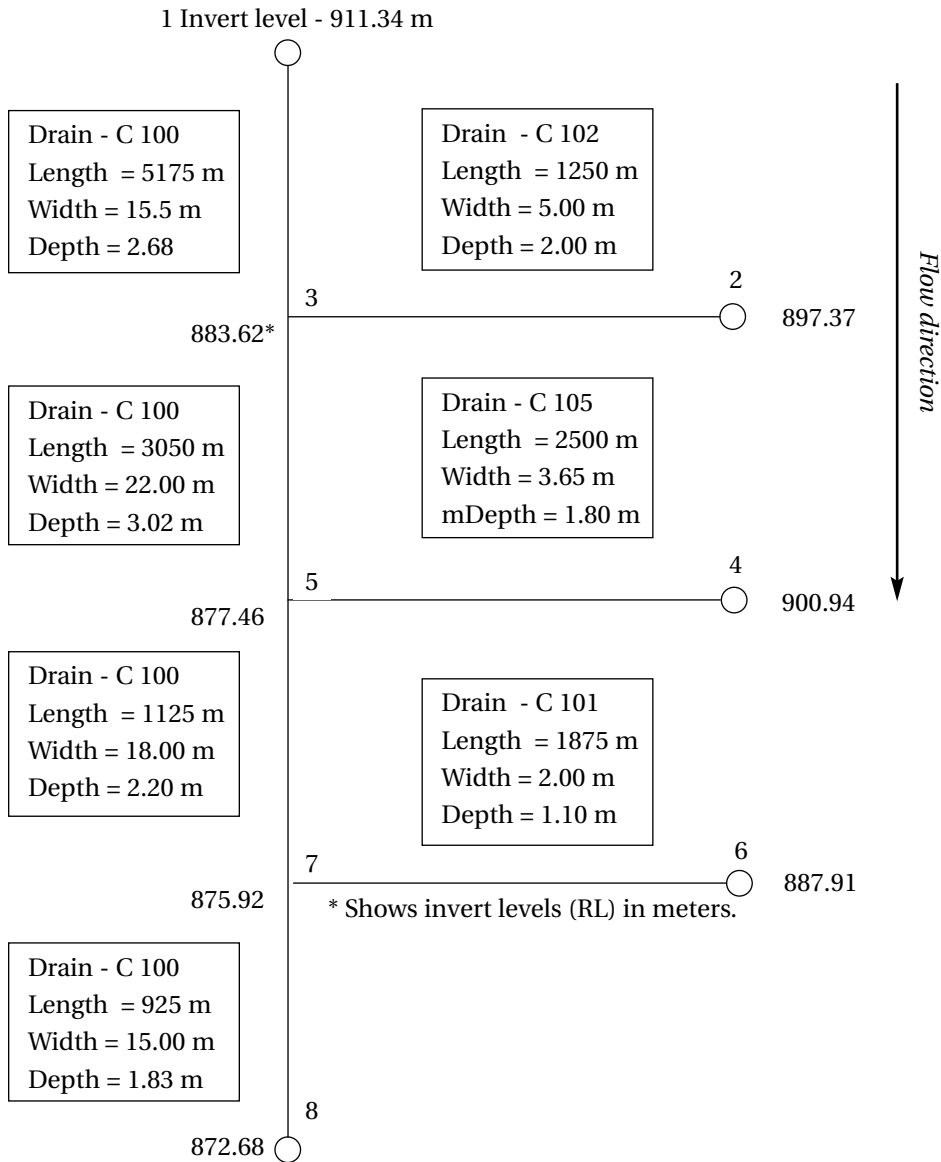 1 Invert level - 911.34 m
Drain - C 100
Length = 5175 m
Width = 15.5 m
Depth = 2.68
Drain - C 102
Length = 1250 m
Width = 5.00 m
Depth = 2.00 m
Flow direction
3
2
883.62*
897.37
Drain - C 100
Length = 3050 m
Width = 22.00 m
Depth = 3.02 m
Drain - C 105
Length = 2500 m
Width = 3.65 m
mDepth = 1.80 m
5
4
877.46
900.94
Drain - C 100
Length = 1125 m
Width = 18.00 m
Depth = 2.20 m
Drain - C 101
Length = 1875 m
Width = 2.00 m
Depth = 1.10 m
7
6
875.92
887.91
* Shows invert levels (RL) in meters.
Drain - C 100
Length = 925 m
Width = 15.00 m
Depth = 1.83 m
8
872.68